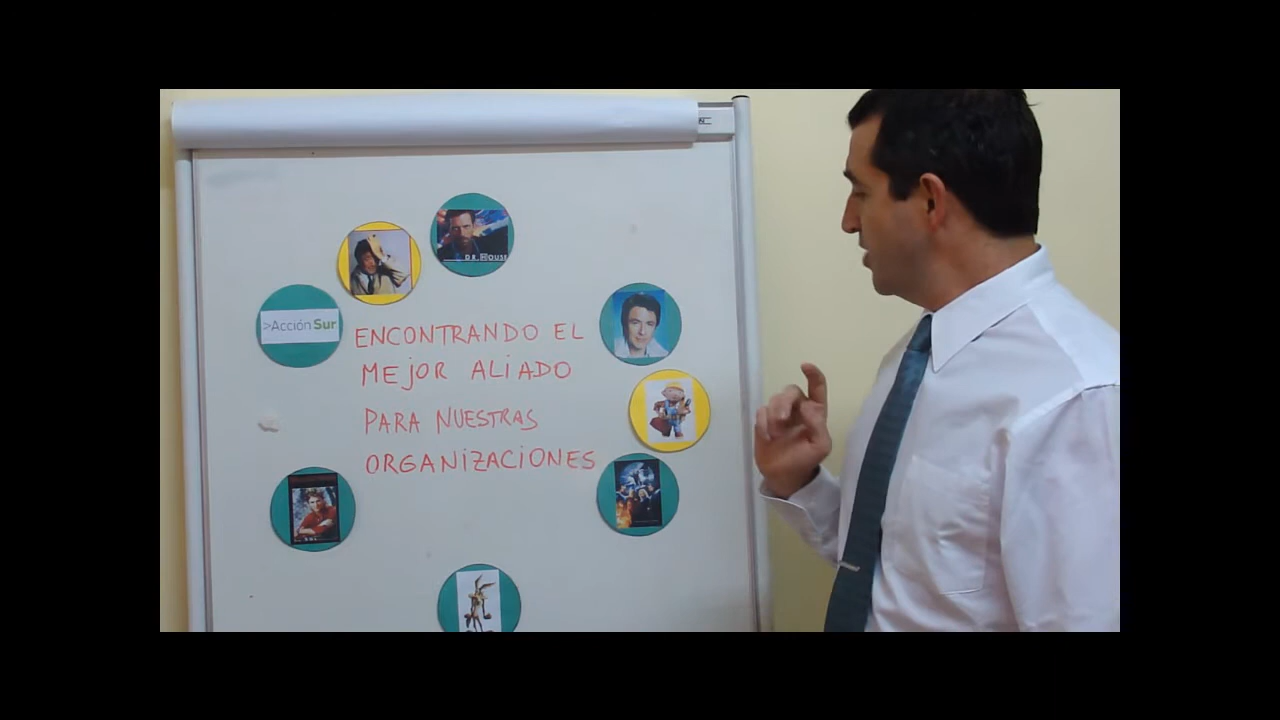 DR. HOUSE
>Acción Sur
ENCONTRANDO EL
MEJOR ALIADO
PARA NUESTRAS
ORGANIZACIONES